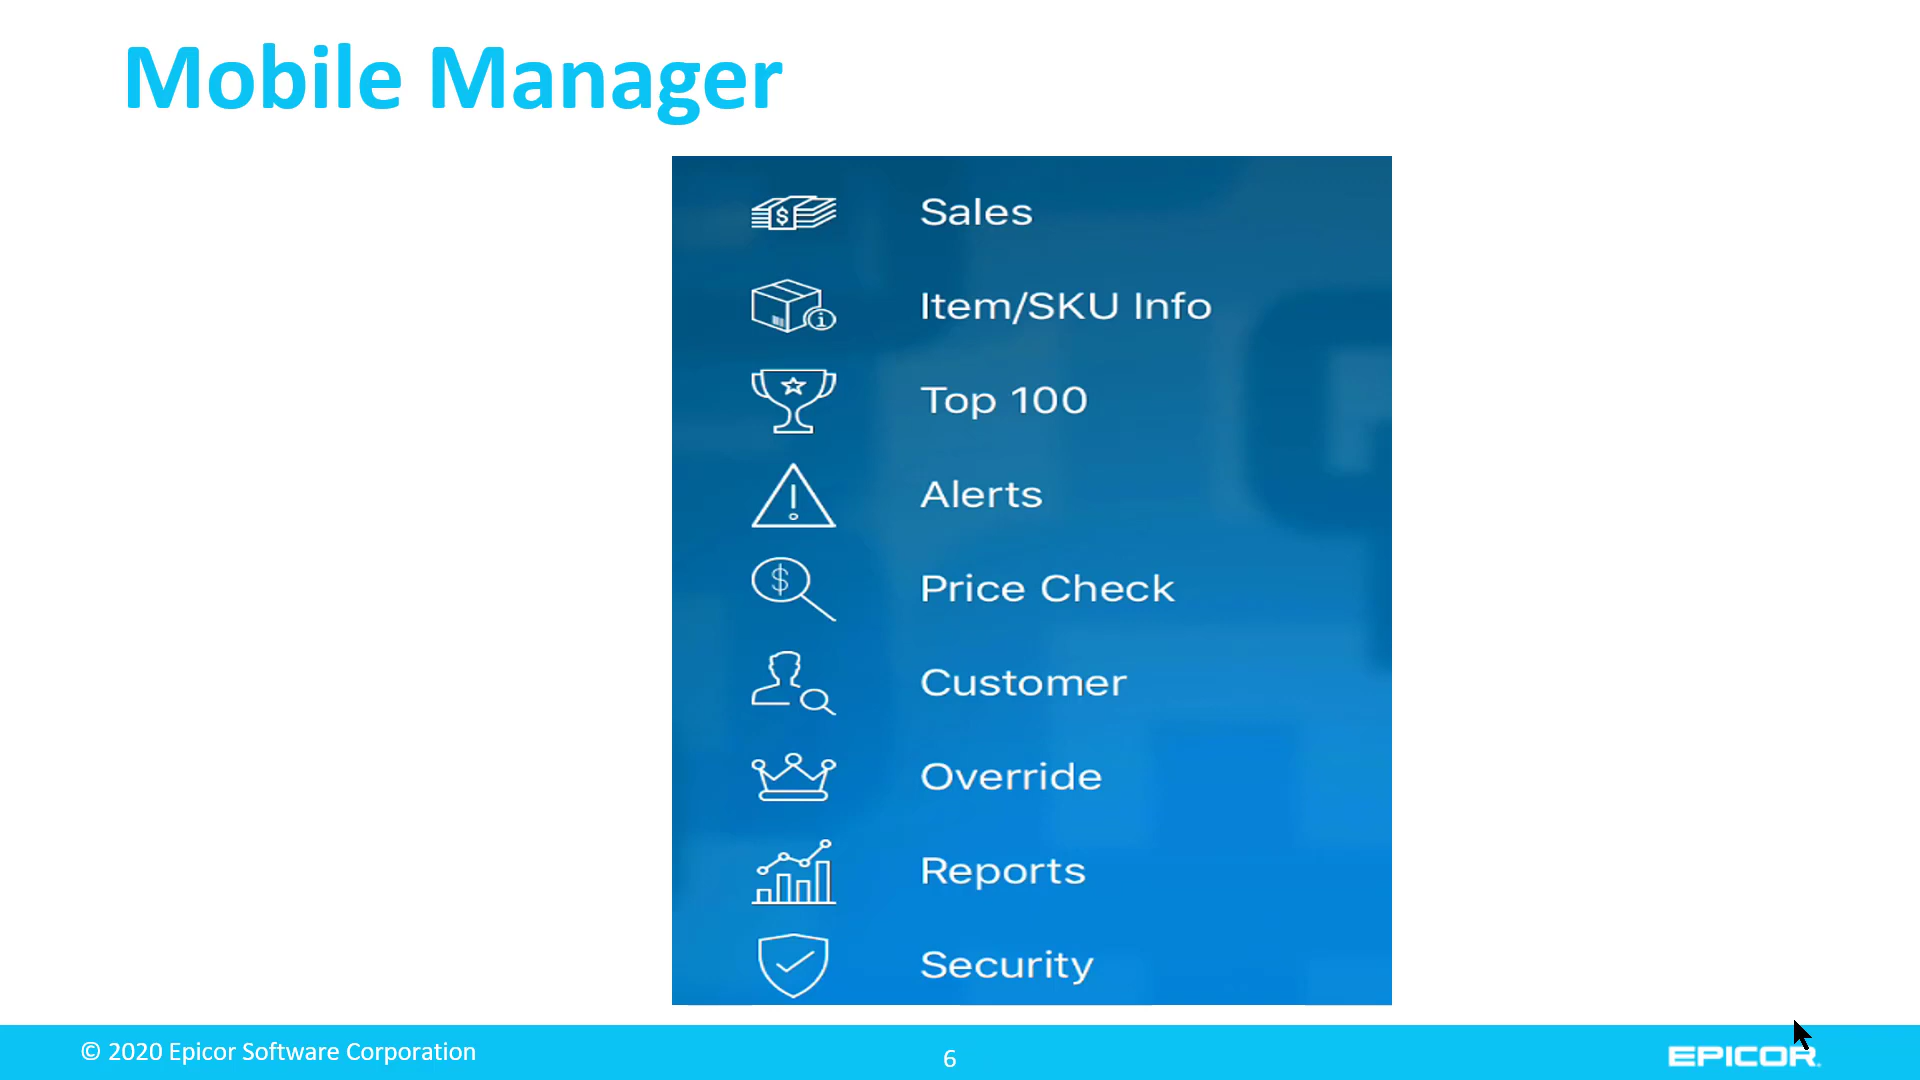 Mobile Manager
$ Sales
i Item/SKU Info
Top 100
! Alerts
$ Price Check
Customer
Override
Reports
Security
© 2020 Epicor Software Corporation
6
EPICOR